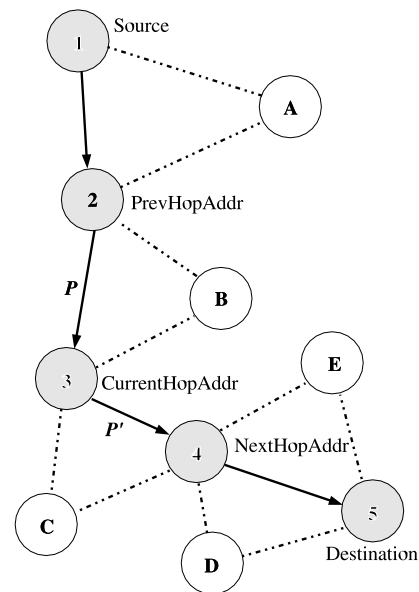 1
Source
A
2
PrevHopAddr
P
B
3
CurrentHopAddr
E
P'
4
NextHopAddr
C
5
D
Destination